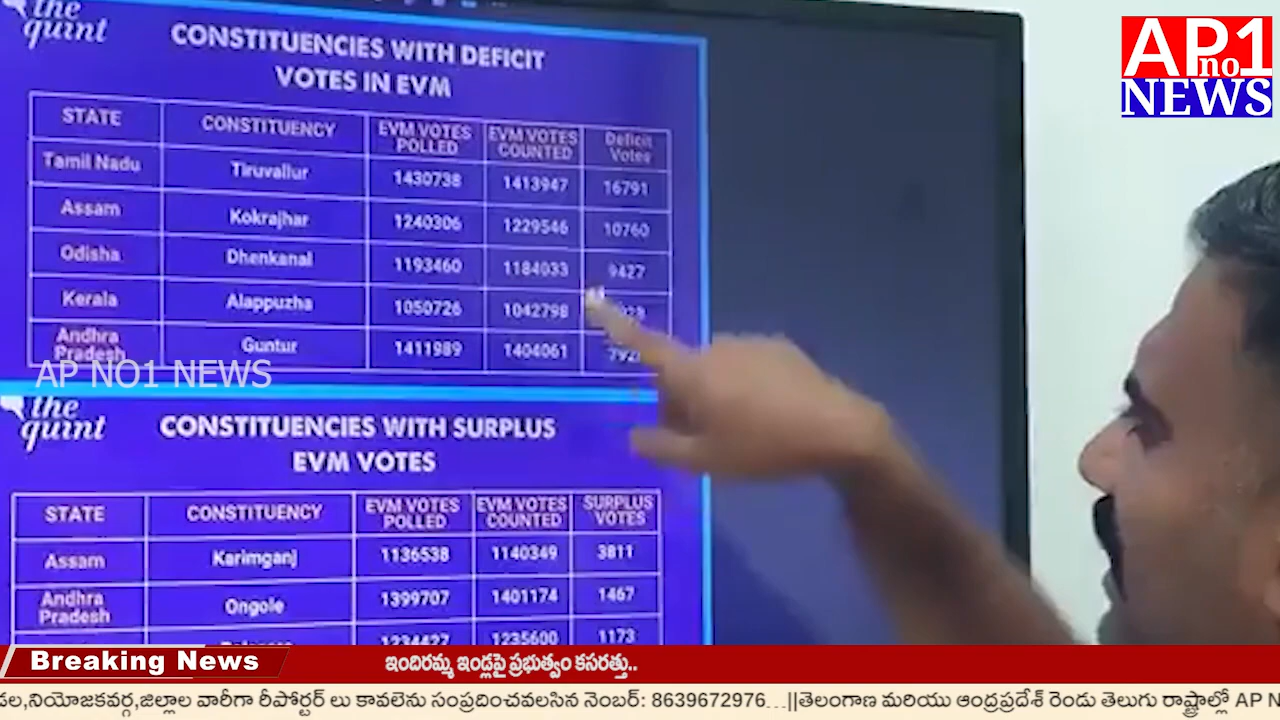 the
quint
CONSTITUENCIES WITH DEFICIT
VOTES IN EVM
STATE CONSTITUENCY EVM VOTES POLLED EVM VOTES COUNTED Deficit Votes
Tamil Nadu Tiruvallur 1430738 1413947 16791
Assam Kokrajhar 1240306 1229546 10760
Odisha Dhenkanal 1193460 1184033 9427
Kerala Alappuzha 1050726 1042798
Andhra Pradesh Guntur 1411989 1404061
AP NO1 NEWS
the
quint
CONSTITUENCIES WITH SURPLUS
EVM VOTES
STATE CONSTITUENCY EVM VOTES POLLED EVM VOTES COUNTED SURPLUS VOTES
Assam Karimganj 1136538 1140349 3811
Andhra Pradesh Ongole 1399707 1401174 1467
1234427 1235600 1173
AP no 1
NEWS
Breaking News ఇందిరమ్మ ఇండ్లపై ప్రభుత్వం కసరత్తు..
డల,నియోజకవర్గ,జిల్లాల వారీగా రీపోర్టర్ లు కావలెను సంప్రదించవలసిన నెంబర్: 8639672976...||తెలంగాణ మరియు ఆంద్రప్రదేశ్ రెండు తెలుగు రాష్ట్రాల్లో AP N